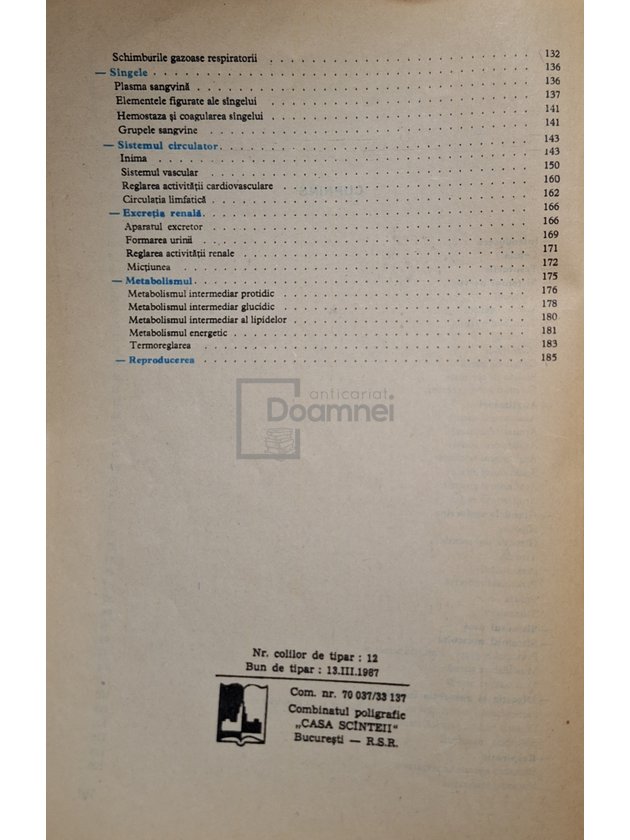 Schimburile gazoase respiratorii . . . . . . . . . . . . . . . . . . . . 132
— Sîngele . . . . . . . . . . . . . . . . . . . . 136
Plasma sangvină . . . . . . . . . . . . . . . . . . . . 136
Elementele figurate ale sîngelui . . . . . . . . . . . . . . . . . . . . 137
Hemostaza şi coagularea sîngelui . . . . . . . . . . . . . . . . . . . . 141
Grupele sangvine . . . . . . . . . . . . . . . . . . . . 141
— Sistemul circulator . . . . . . . . . . . . . . . . . . . . 143
Inima . . . . . . . . . . . . . . . . . . . . 143
Sistemul vascular . . . . . . . . . . . . . . . . . . . . 150
Reglarea activităţii cardiovasculare . . . . . . . . . . . . . . . . . . . . 160
Circulaţia limfatică . . . . . . . . . . . . . . . . . . . . 162
— Excreţia renală . . . . . . . . . . . . . . . . . . . . 166
Aparatul excretor . . . . . . . . . . . . . . . . . . . . 166
Formarea urinii . . . . . . . . . . . . . . . . . . . . 169
Reglarea activităţii renale . . . . . . . . . . . . . . . . . . . . 171
Micţiunea . . . . . . . . . . . . . . . . . . . . 172
— Metabolismul . . . . . . . . . . . . . . . . . . . . 175
Metabolismul intermediar protidic . . . . . . . . . . . . . . . . . . . . 176
Metabolismul intermediar glucidic . . . . . . . . . . . . . . . . . . . . 178
Metabolismul intermediar al lipidelor . . . . . . . . . . . . . . . . . . . . 180
Metabolismul energetic . . . . . . . . . . . . . . . . . . . . 181
Termoreglarea . . . . . . . . . . . . . . . . . . . . 183
— Reproducerea . . . . . . . . . . . . . . . . . . . . 185
anticariat
Doamnei
Nr. colilor de tipar : 12
Bun de tipar : 13.III.1987
Com. nr. 70 037/33 137
Combinatul poligrafic
„CASA SCÎNTEII"
Bucureşti — R.S.R.